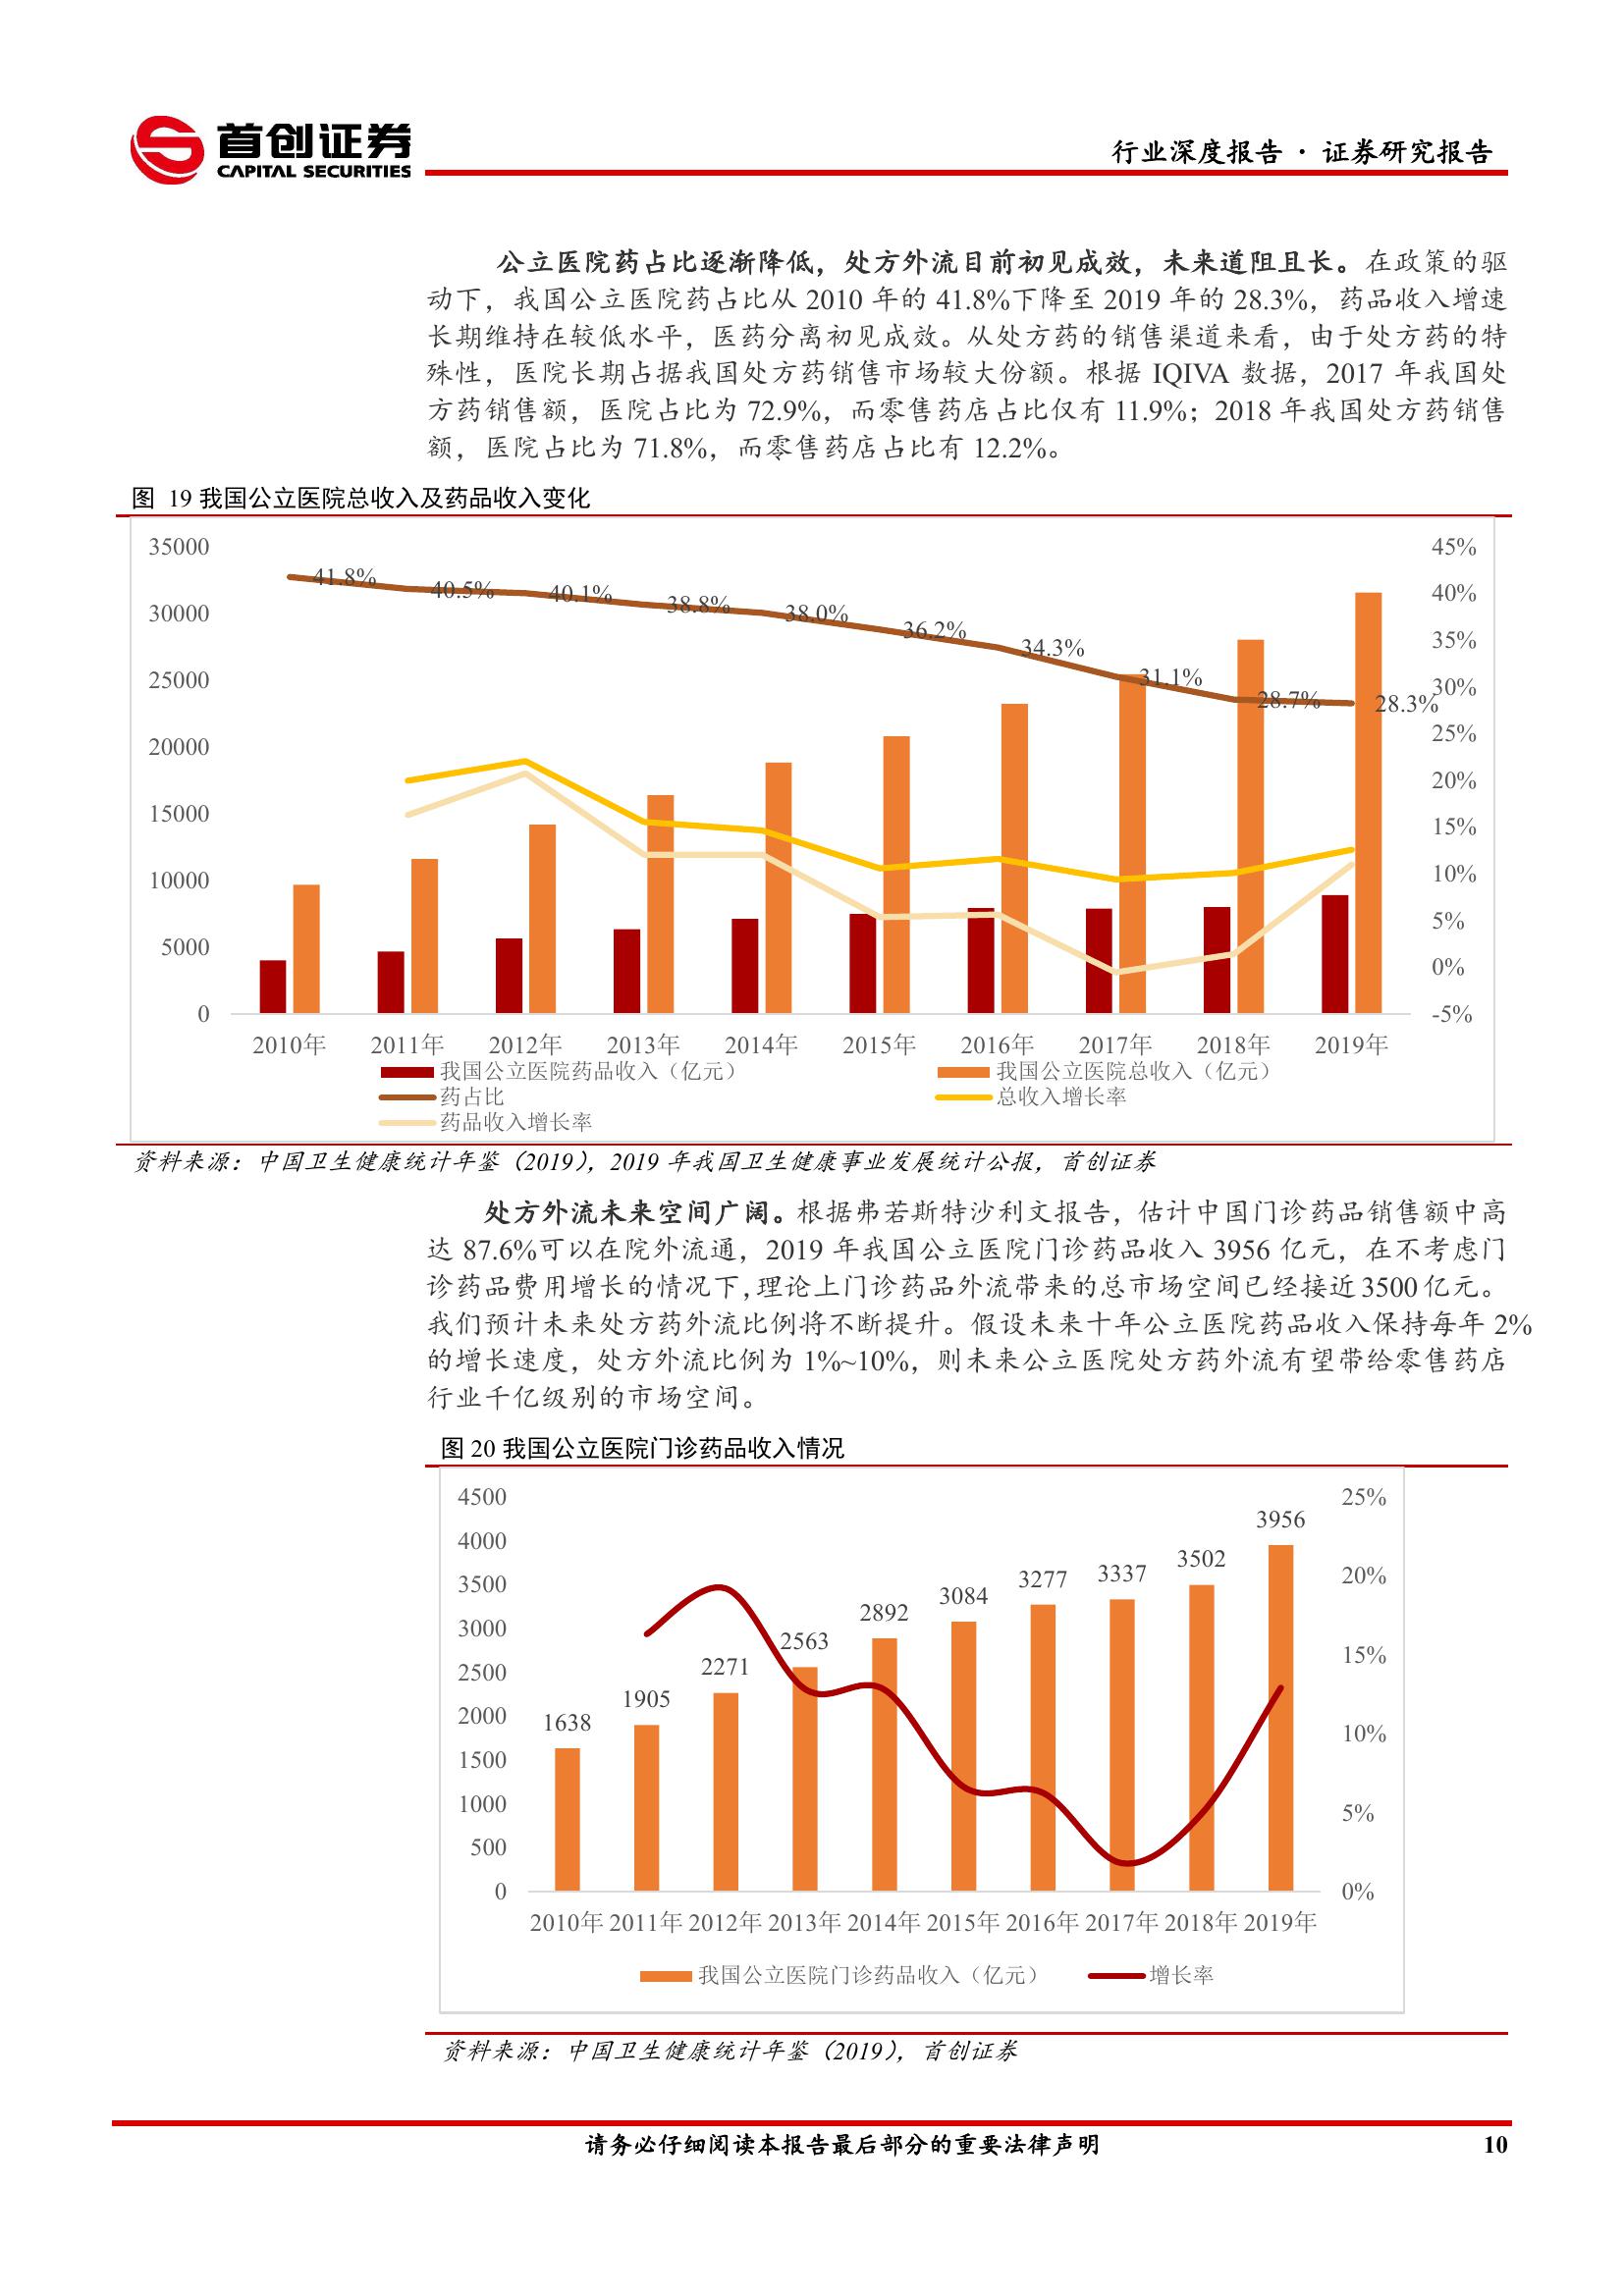 首创证券
CAPITAL SECURITIES
行业深度报告 · 证券研究报告
公立医院药占比逐渐降低，处方外流目前初见成效，未来道阻且长。在政策的驱
动下，我国公立医院药占比从 2010 年的 41.8%下降至 2019 年的 28.3%，药品收入增速
长期维持在较低水平，医药分离初见成效。从处方药的销售渠道来看，由于处方药的特
殊性，医院长期占据我国处方药销售市场较大份额。根据 IQIVA 数据，2017 年我国处
方药销售额，医院占比为 72.9%，而零售药店占比仅有 11.9%；2018 年我国处方药销售
额，医院占比为 71.8%，而零售药店占比有 12.2%。
图 19 我国公立医院总收入及药品收入变化
35000
30000
25000
20000
15000
10000
5000
0
41.8%
40.5%
40.1%
38.8%
38.0%
36.2%
34.3%
31.1%
28.7%
28.3%
45%
40%
35%
30%
25%
20%
15%
10%
5%
0%
-5%
2010年 2011年 2012年 2013年 2014年 2015年 2016年 2017年 2018年 2019年
我国公立医院药品收入（亿元） 我国公立医院总收入（亿元）
药占比 总收入增长率
药品收入增长率
资料来源：中国卫生健康统计年鉴（2019），2019 年我国卫生健康事业发展统计公报，首创证券
处方外流未来空间广阔。根据弗若斯特沙利文报告，估计中国门诊药品销售额中高
达 87.6%可以在院外流通，2019 年我国公立医院门诊药品收入 3956 亿元，在不考虑门
诊药品费用增长的情况下，理论上门诊药品外流带来的总市场空间已经接近 3500 亿元。
我们预计未来处方药外流比例将不断提升。假设未来十年公立医院药品收入保持每年 2%
的增长速度，处方外流比例为 1%~10%，则未来公立医院处方药外流有望带给零售药店
行业千亿级别的市场空间。
图 20 我国公立医院门诊药品收入情况
4500
4000
3500
3000
2500
2000
1500
1000
500
0
1638
1905
2271
2563
2892
3084
3277
3337
3502
3956
25%
20%
15%
10%
5%
0%
2010年 2011年 2012年 2013年 2014年 2015年 2016年 2017年 2018年 2019年
我国公立医院门诊药品收入（亿元） 增长率
资料来源：中国卫生健康统计年鉴（2019），首创证券
请务必仔细阅读本报告最后部分的重要法律声明
10